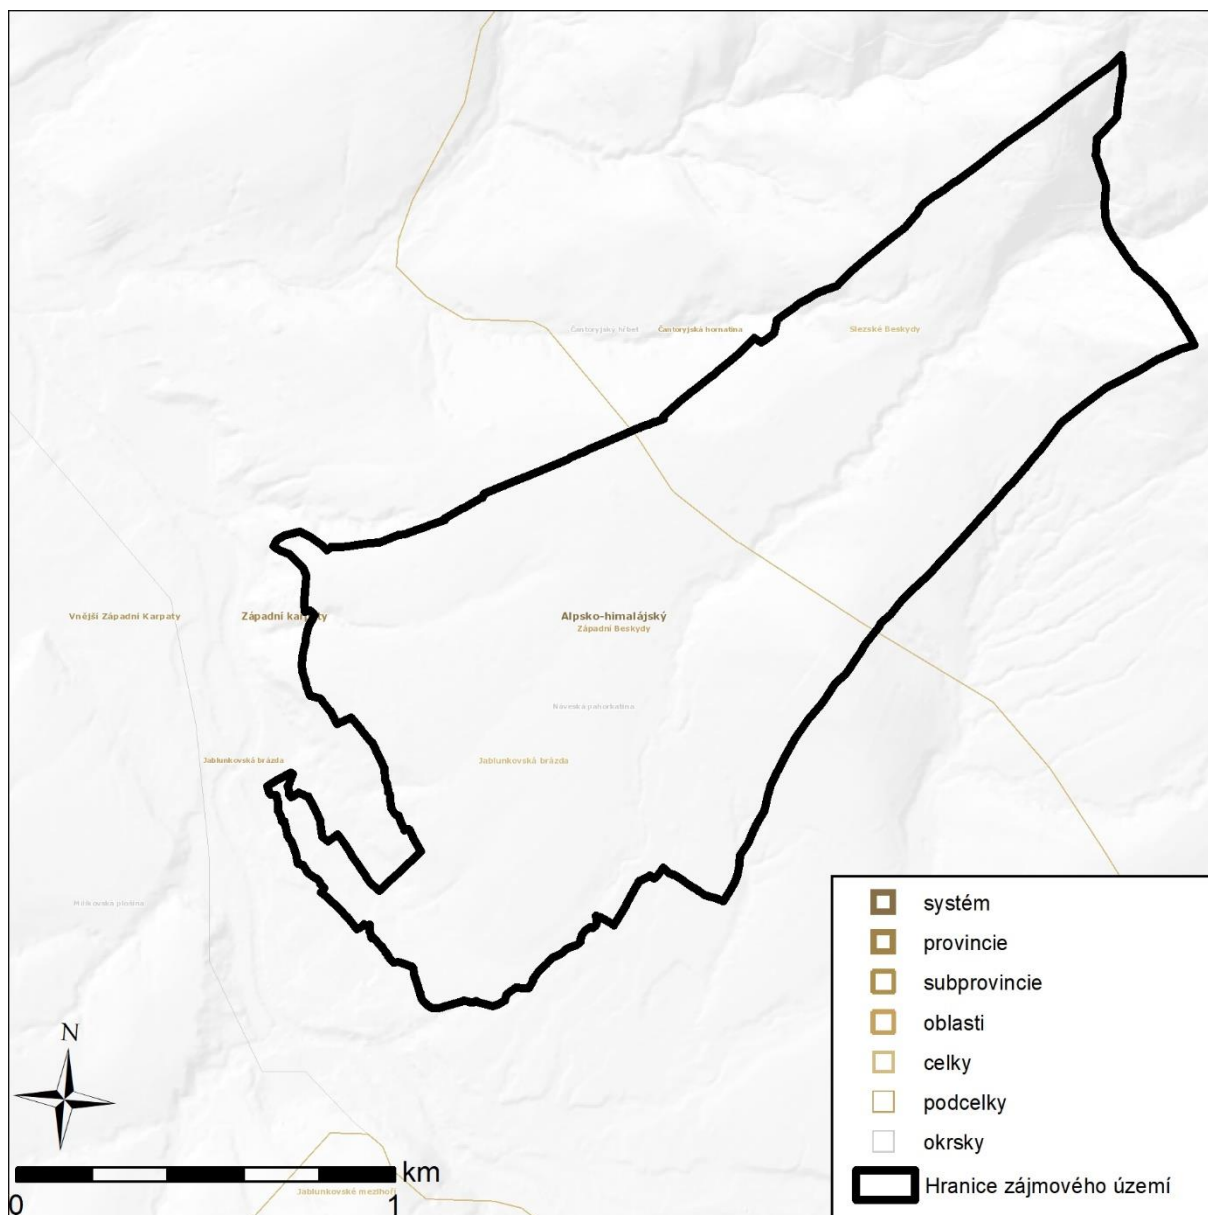 Čantoryjský hřbet
Čantoryjská hornatina
Slezské Beskydy
Vnější Západní Karpaty
Západní karpaty
Alpsko-himalájský
Západní Beskydy
Návesská pahorkatina
Jablunkovská brázda
Jablunkovská brázda
Milíkovská plošina
N
km
0
1
Jablunkovské mezihoří
systém
provincie
subprovincie
oblasti
celky
podcelky
okrsky
Hranice zájmového území